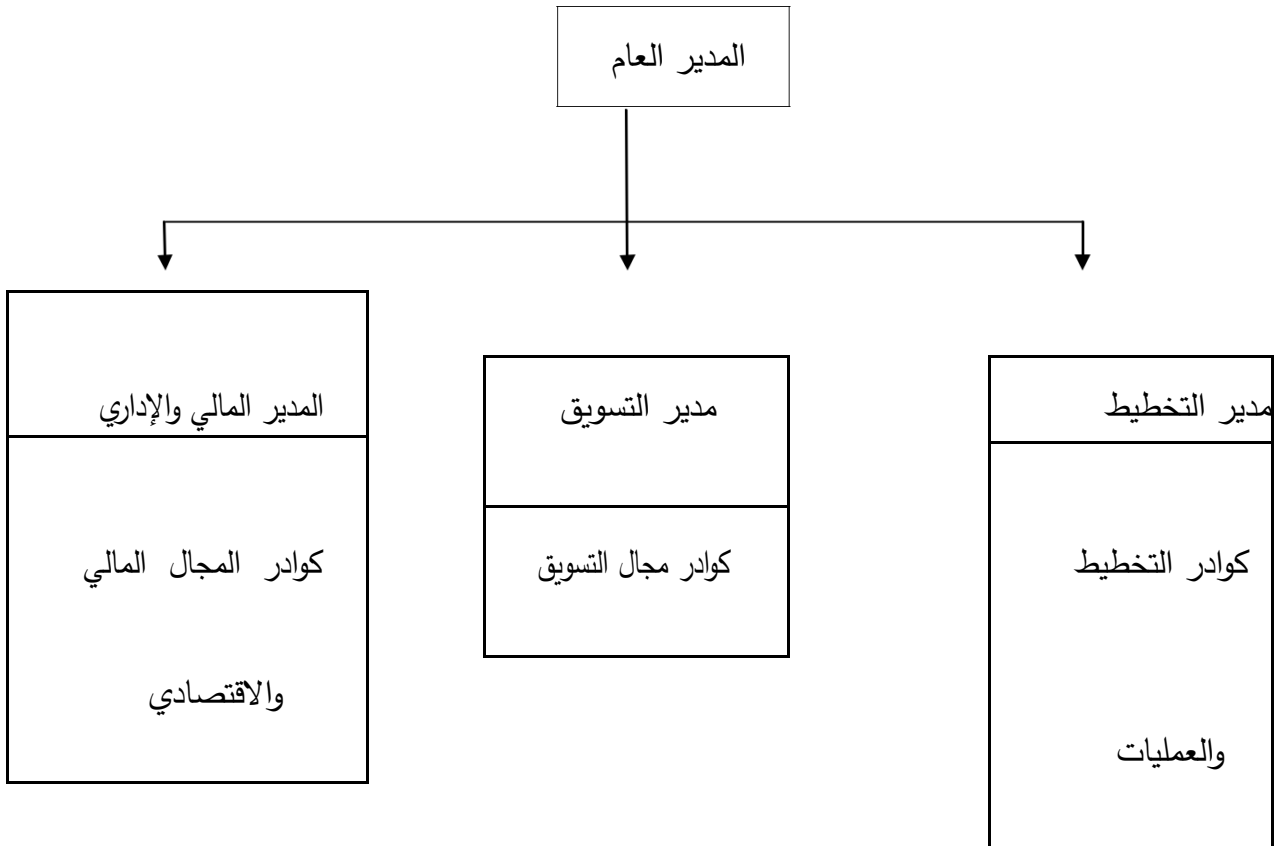 المدير العام
مدير التخطيط
كوادر التخطيط
والعمليات
مدير التسويق
كوادر مجال التسويق
المدير المالي والإداري
كوادر المجال المالي
والاقتصادي